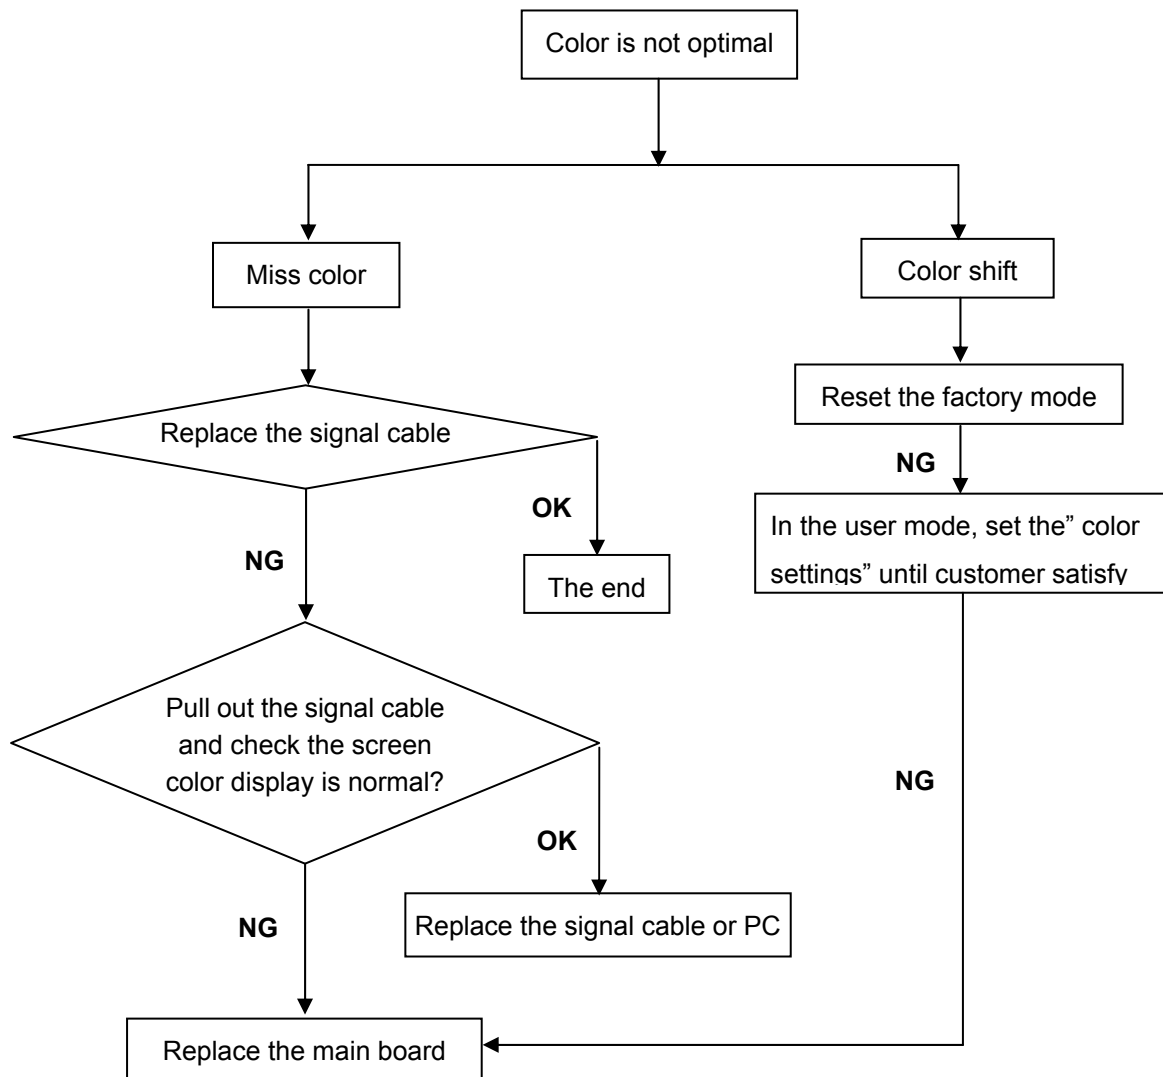 Color is not optimal
Miss color
Color shift
Replace the signal cable
Reset the factory mode
NG
OK
NG
In the user mode, set the” color
settings” until customer satisfy
The end
Pull out the signal cable
and check the screen
color display is normal?
NG
OK
NG
Replace the signal cable or PC
Replace the main board